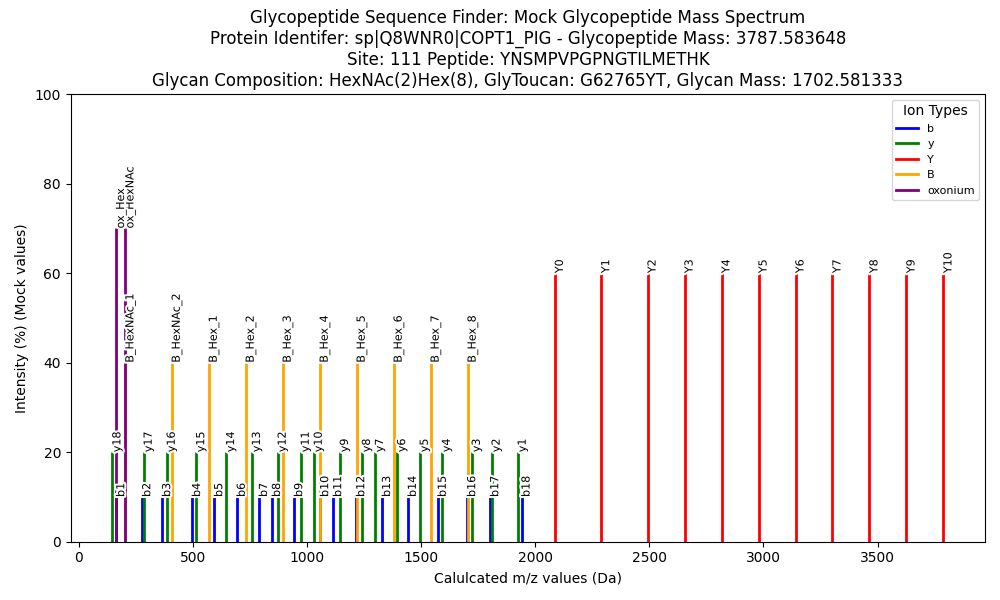 Glycopeptide Sequence Finder: Mock Glycopeptide Mass Spectrum
Protein Identifer: sp|Q8WNR0|COPT1_PIG - Glycopeptide Mass: 3787.583648
Site: 111 Peptide: YNSMPVPGPNGTILMETHK
Glycan Composition: HexNAc(2)Hex(8), GlyToucan: G62765YT, Glycan Mass: 1702.581333
Intensity (%) (Mock values)
100
80
60
40
20
0
Ion Types
b
y
Y
B
oxonium
ox_Hex
ox_HexNAc
Y0
Y1
Y2
Y3
Y4
Y5
Y6
Y7
Y8
Y9
Y10
B_HexNAc_1
B_HexNAc_2
B_Hex_1
B_Hex_2
B_Hex_3
B_Hex_4
B_Hex_5
B_Hex_6
B_Hex_7
B_Hex_8
y18
y17
y16
y15
y14
y13
y12
y11
y10
y9
y8
y7
y6
y5
y4
y3
y2
y1
b1
b2
b3
b4
b5
b6
b7
b8
b9
b10
b11
b12
b13
b14
b15
b16
b17
b18
0
500
1000
1500
2000
2500
3000
3500
Calulcated m/z values (Da)